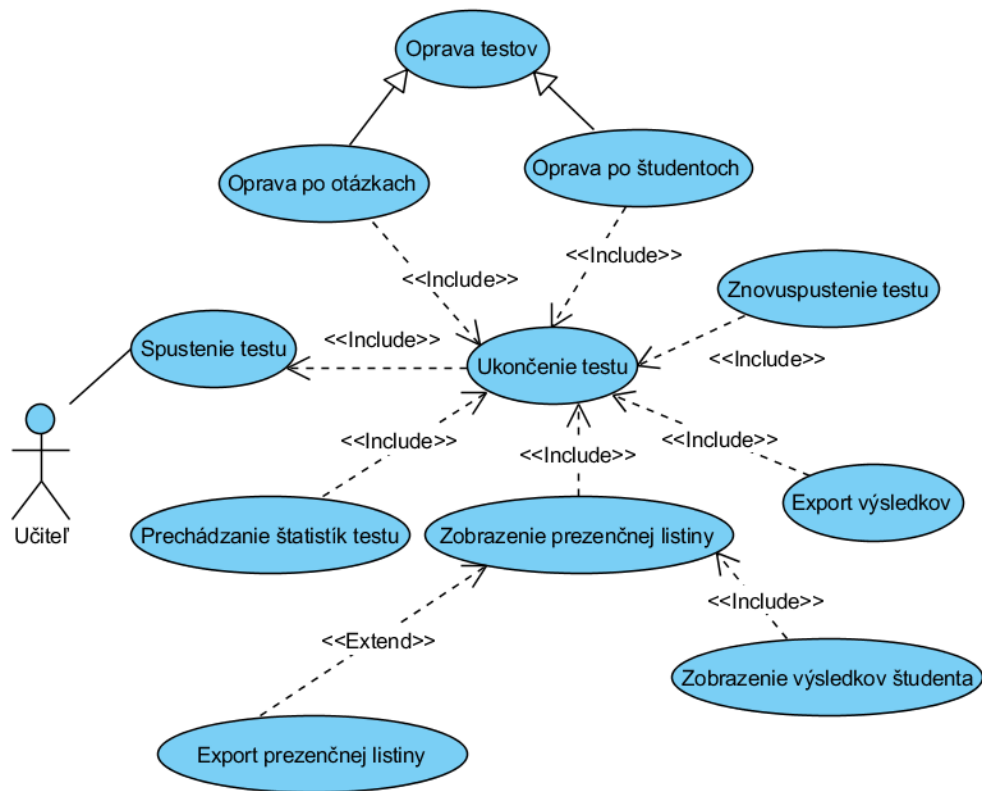 Oprava testov
Oprava po otázkach
Oprava po študentoch
<<Include>>
<<Include>>
Znovuspustenie testu
Spustenie testu
<<Include>>
Ukončenie testu
<<Include>>
<<Include>>
<<Include>>
<<Include>>
Export výsledkov
Učiteľ
Prechádzanie štatistík testu
Zobrazenie prezenčnej listiny
<<Include>>
<<Extend>>
Zobrazenie výsledkov študenta
Export prezenčnej listiny